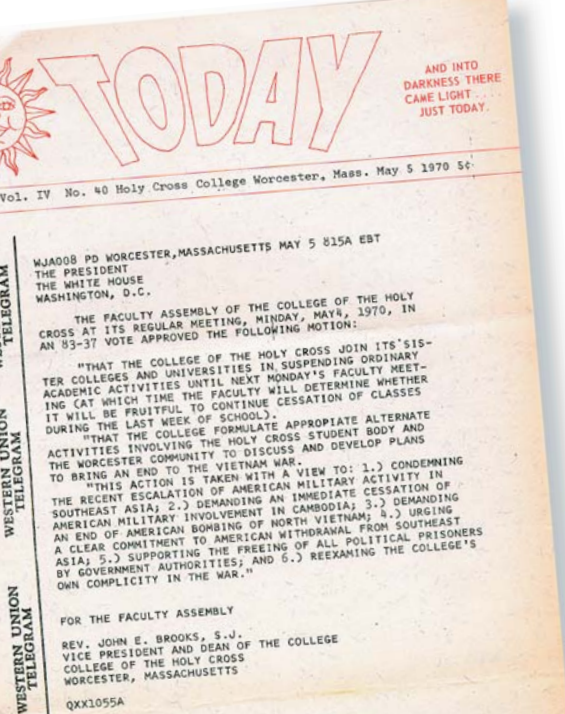 TODAY
AND INTO
DARKNESS THERE
CAME LIGHT....
JUST TODAY.
Vol. IV No. 40 Holy Cross College Worcester, Mass. May 5 1970 5¢
WJA008 PD WORCESTER,MASSACHUSETTS MAY 5 815A EBT
THE PRESIDENT
THE WHITE HOUSE
WASHINGTON, D.C.
THE FACULTY ASSEMBLY OF THE COLLEGE OF THE HOLY
CROSS AT ITS REGULAR MEETING, MINDAY, MAY4, 1970, IN
AN 83-37 VOTE APPROVED THE FOLLOWING MOTION:
"THAT THE COLLEGE OF THE HOLY CROSS JOIN ITS SIS-
TER COLLEGES AND UNIVERSITIES IN SUSPENDING ORDINARY
ACADEMIC ACTIVITIES UNTIL NEXT MONDAY'S FACULTY MEET-
ING (AT WHICH TIME THE FACULTY WILL DETERMINE WHETHER
IT WILL BE FRUITFUL TO CONTINUE CESSATION OF CLASSES
DURING THE LAST WEEK OF SCHOOL).
"THAT THE COLLEGE FORMULATE APPROPIATE ALTERNATE
ACTIVITIES INVOLVING THE HOLY CROSS STUDENT BODY AND
THE WORCESTER COMMUNITY TO DISCUSS AND DEVELOP PLANS
TO BRING AN END TO THE VIETNAM WAR.
"THIS ACTION IS TAKEN WITH A VIEW TO: 1.) CONDEMNING
THE RECENT ESCALATION OF AMERICAN MILITARY ACTIVITY IN
SOUTHEAST ASIA; 2.) DEMANDING AN IMMEDIATE CESSATION OF
AMERICAN MILITARY INVOLVEMENT IN CAMBODIA; 3.) DEMANDING
AN END OF AMERICAN BOMBING OF NORTH VIETNAM; 4.) URGING
A CLEAR COMMITMENT TO AMERICAN WITHDRAWAL FROM SOUTHEAST
ASIA; 5.) SUPPORTING THE FREEING OF ALL POLITICAL PRISONERS
BY GOVERNMENT AUTHORITIES; AND 6.) REEXAMING THE COLLEGE'S
OWN COMPLICITY IN THE WAR."
FOR THE FACULTY ASSEMBLY
REV. JOHN E. BROOKS, S.J.
VICE PRESIDENT AND DEAN OF THE COLLEGE
COLLEGE OF THE HOLY CROSS
WORCESTER, MASSACHUSETTS
QXX1055A
TELEGRAM
WESTERN UNION
TELEGRAM
WESTERN UNION
TELEGRAM